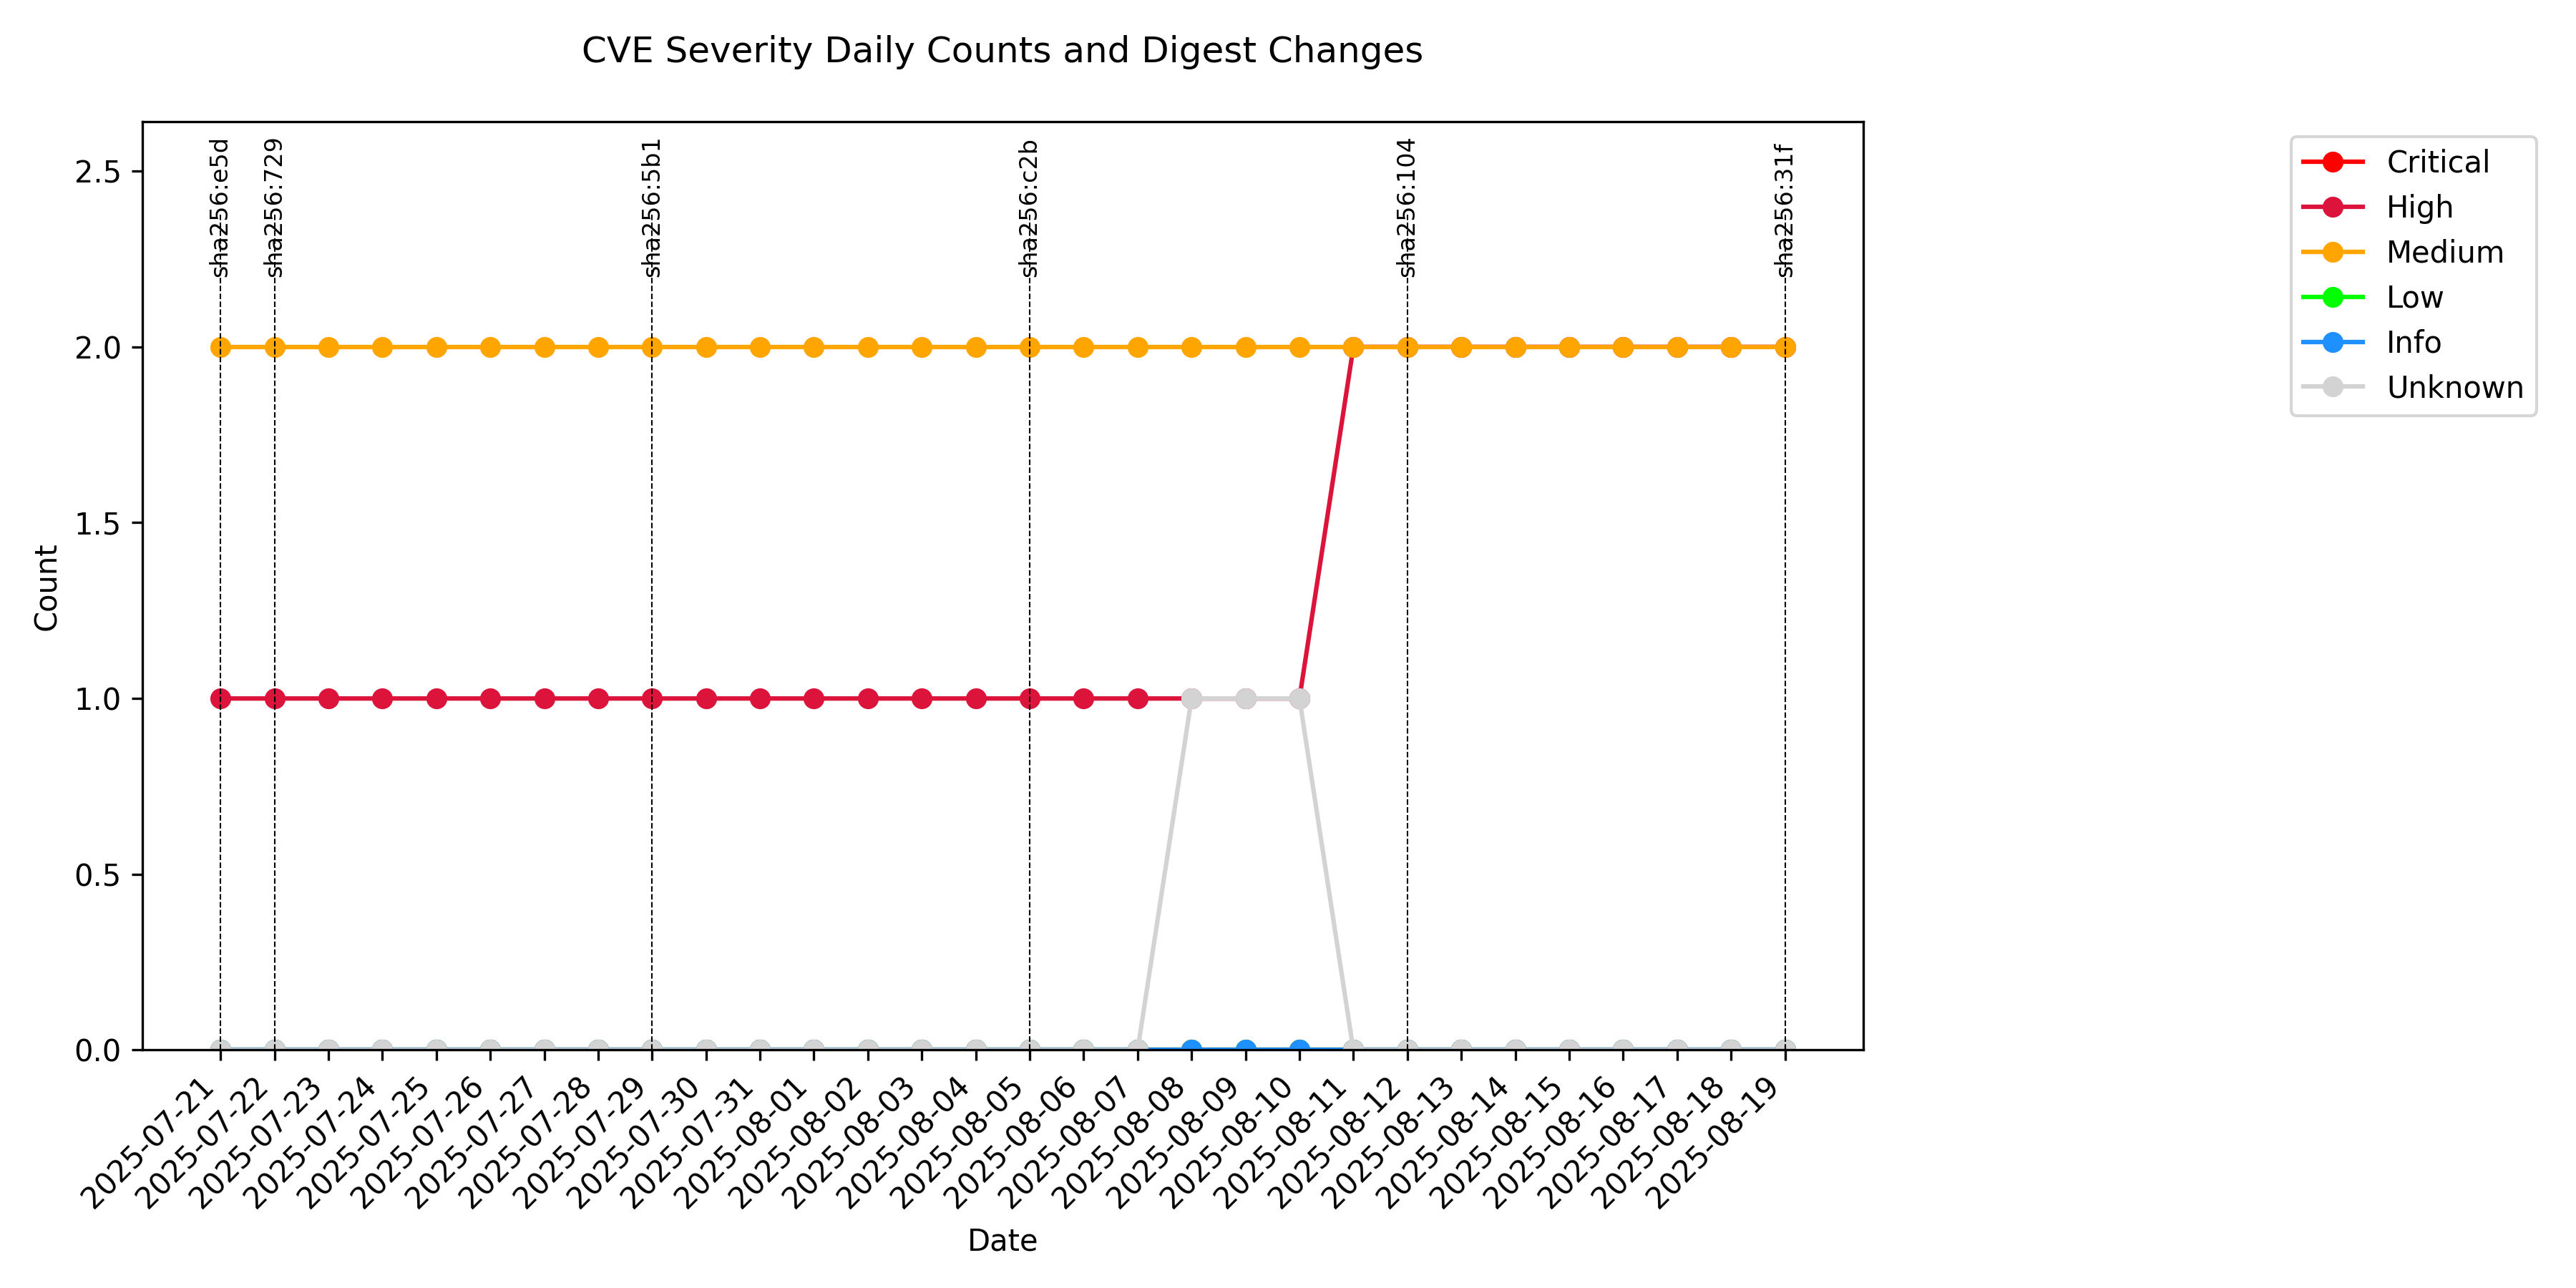 CVE Severity Daily Counts and Digest Changes
sha256:e5d
sha256:729
sha256:5b1
sha256:c2b
sha256:104
sha256:31f
Critical
High
Medium
Low
Info
Unknown
2.5
2.0
1.5
1.0
0.5
0.0
Count
2025-07-21
2025-07-22
2025-07-23
2025-07-24
2025-07-25
2025-07-26
2025-07-27
2025-07-28
2025-07-29
2025-07-30
2025-07-31
2025-08-01
2025-08-02
2025-08-03
2025-08-04
2025-08-05
2025-08-06
2025-08-07
2025-08-08
2025-08-09
2025-08-10
2025-08-11
2025-08-12
2025-08-13
2025-08-14
2025-08-15
2025-08-16
2025-08-17
2025-08-18
2025-08-19
Date